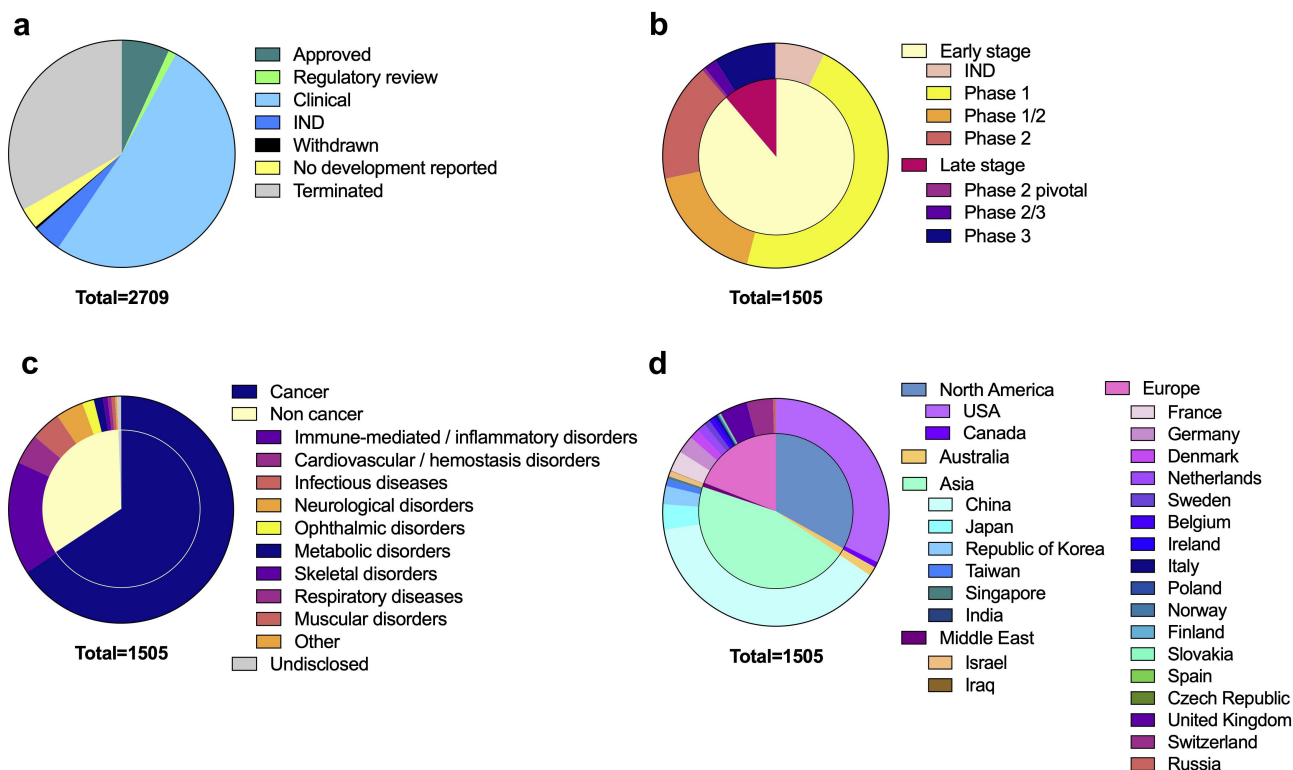 a
Approved
Regulatory review
Clinical
IND
Withdrawn
No development reported
Terminated
Total=2709
b
Early stage
IND
Phase 1
Phase 1/2
Phase 2
Late stage
Phase 2 pivotal
Phase 2/3
Phase 3
Total=1505
c
Cancer
Non cancer
Immune-mediated / inflammatory disorders
Cardiovascular / hemostasis disorders
Infectious diseases
Neurological disorders
Ophthalmic disorders
Metabolic disorders
Skeletal disorders
Respiratory diseases
Muscular disorders
Other
Undisclosed
Total=1505
d
North America
USA
Canada
Australia
Asia
China
Japan
Republic of Korea
Taiwan
Singapore
India
Middle East
Israel
Iraq
Europe
France
Germany
Denmark
Netherlands
Sweden
Belgium
Ireland
Italy
Poland
Norway
Finland
Slovakia
Spain
Czech Republic
United Kingdom
Switzerland
Russia
Total=1505